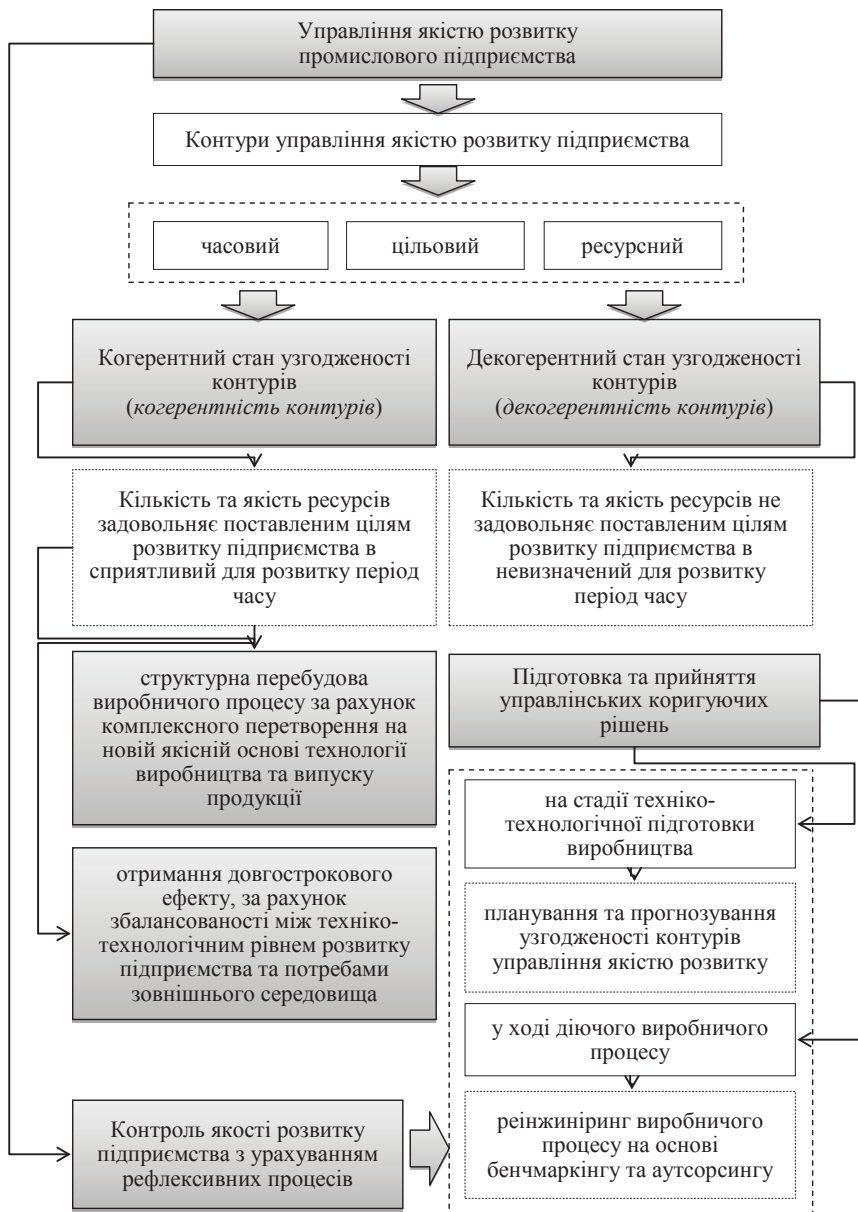 Управління якістю розвитку
промислового підприємства
Контури управління якістю розвитку підприємства
часовий
цільовий
ресурсний
Когерентний стан узгодженості
контурів
(когерентність контурів)
Декогерентний стан узгодженості
контурів
(декогерентність контурів)
Кількість та якість ресурсів
задовольняє поставленим цілям
розвитку підприємства в
сприятливий для розвитку період
часу
Кількість та якість ресурсів не
задовольняє поставленим цілям
розвитку підприємства в
невизначений для розвитку
період часу
структурна перебудова
виробничого процесу за рахунок
комплексного перетворення на
новій якісній основі технології
виробництва та випуску
продукції
Підготовка та прийняття
управлінських коригуючих
рішень
на стадії техніко-
технологічної підготовки
виробництва
отримання довгострокового
ефекту, за рахунок
збалансованості між техніко-
технологічним рівнем розвитку
підприємства та потребами
зовнішнього середовища
планування та прогнозування
узгодженості контурів
управління якістю розвитку
у ході діючого виробничого
процесу
Контроль якості розвитку
підприємства з урахуванням
рефлексивних процесів
реінжиніринг виробничого
процесу на основі
бенчмаркінгу та аутсорсингу